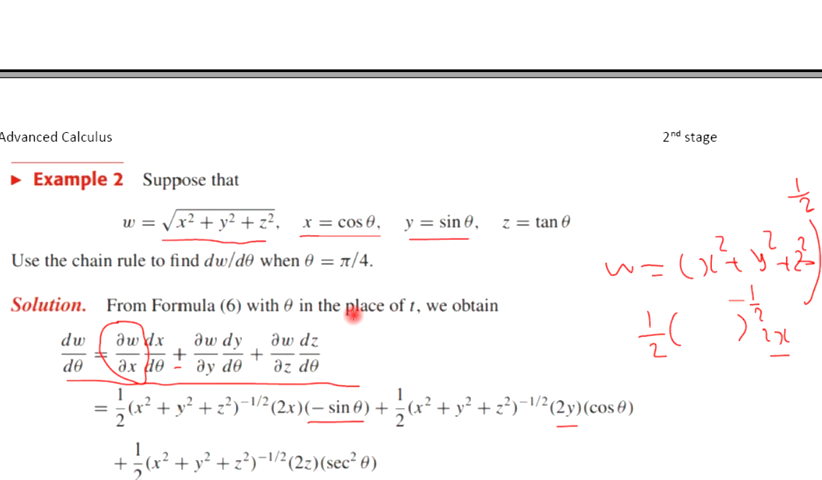 Advanced Calculus 2nd stage
▶ Example 2 Suppose that
w = √(x² + y² + z²), x = cos θ, y = sin θ, z = tan θ
Use the chain rule to find dw/dθ when θ = π/4.
Solution. From Formula (6) with θ in the place of t, we obtain
dw/dθ = ∂w/∂x dx/dθ + ∂w/∂y dy/dθ + ∂w/∂z dz/dθ
= 1/2(x² + y² + z²)^−1/2(2x)(− sin θ) + 1/2(x² + y² + z²)^−1/2(2y)(cos θ)
+ 1/2(x² + y² + z²)^−1/2(2z)(sec² θ)
w = (x² + y² + z²)^1/2
1/2( )^−1/2 2x